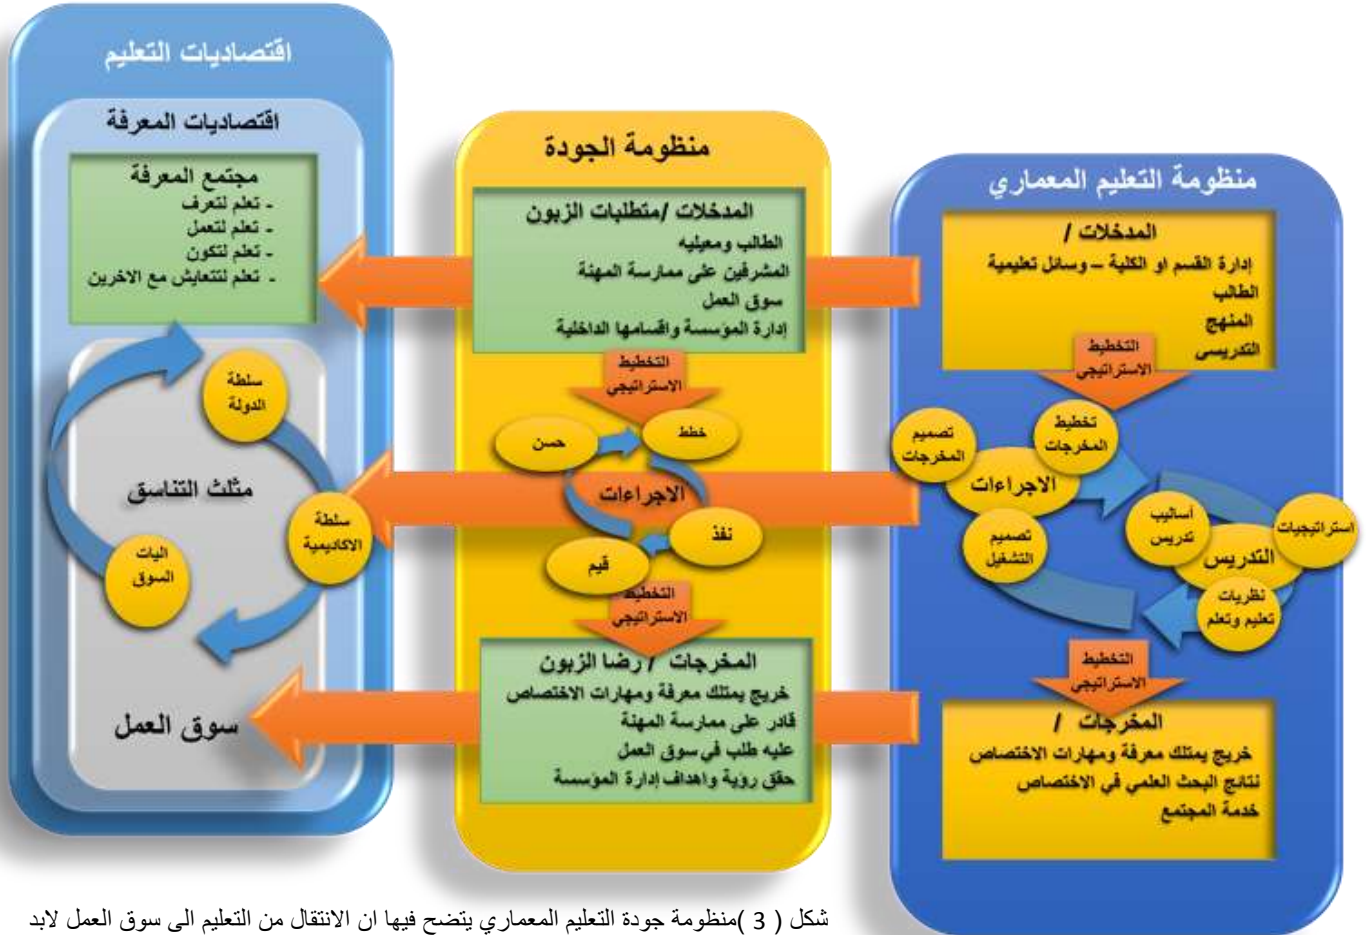 منظومة التعليم المعماري
المدخلات /
إدارة القسم او الكلية – وسائل تعليمية
الطالب
المنهج
التدريسي
التخطيط
الاستراتيجي
تخطيط
المخرجات
تصميم
المخرجات
الاجراءات
تصميم
التشغيل
استراتيجيات
أساليب
تدريس
التدريس
نظريات
تعليم وتعلم
التخطيط
الاستراتيجي
المخرجات /
خريج يمتلك معرفة ومهارات الاختصاص
نتائج البحث العلمي في الاختصاص
خدمة المجتمع
منظومة الجودة
المدخلات /متطلبات الزبون
الطالب ومعيليه
المشرفين على ممارسة المهنة
سوق العمل
إدارة المؤسسة واقسامها الداخلية
التخطيط
الاستراتيجي
خطط
حسن
الاجراءات
نفذ
قيم
التخطيط
الاستراتيجي
المخرجات / رضا الزبون
خريج يمتلك معرفة ومهارات الاختصاص
قادر على ممارسة المهنة
عليه طلب في سوق العمل
حقق رؤية واهداف إدارة المؤسسة
اقتصاديات التعليم
اقتصاديات المعرفة
مجتمع المعرفة
- تعلم لتعرف
- تعلم لتعمل
- تعلم لتكون
- تعلم لتتعايش مع الاخرين
سلطة
الدولة
مثلث التناسق
سلطة
الاكاديمية
اليات
السوق
سوق العمل
شكل ( 3 )منظومة جودة التعليم المعماري يتضح فيها ان الانتقال من التعليم الى سوق العمل لابد